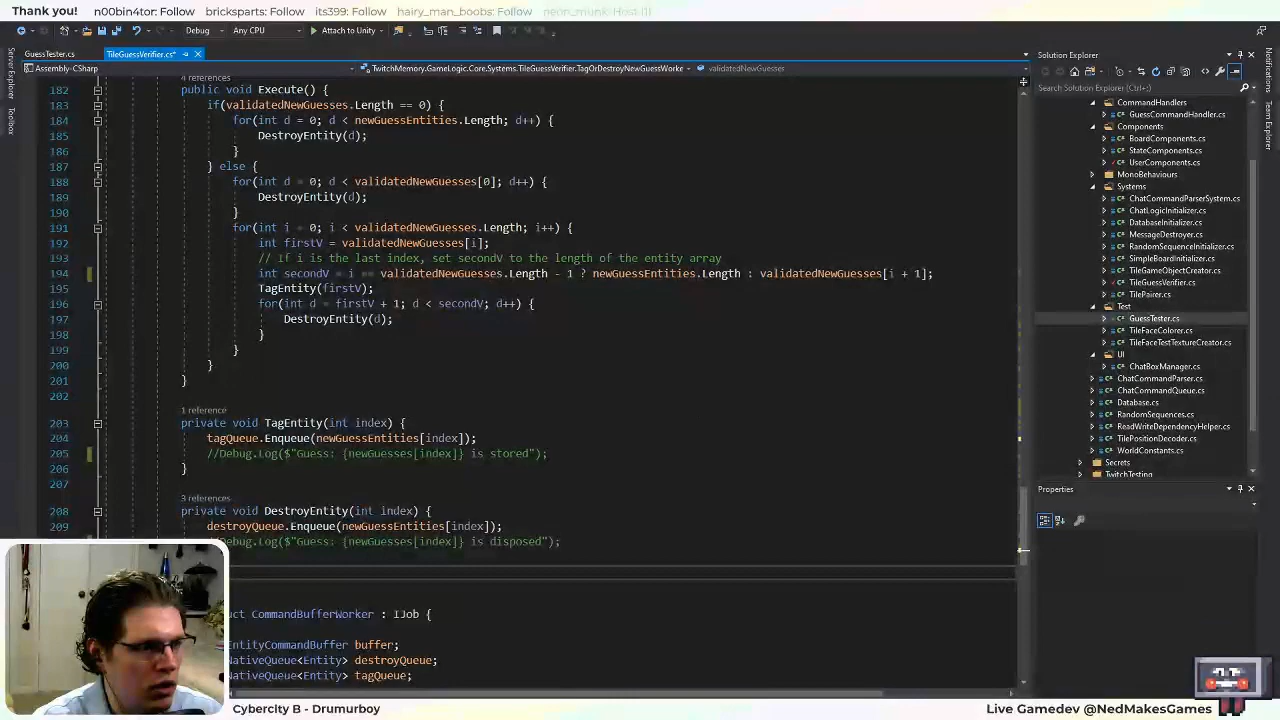 Thank you! n00bin4tor: Follow bricksparts: Follow its399: Follow hairy_man_boobs: Follow neon_munk: Host (1)
Debug Any CPU Attach to Unity
GuessTester.cs TileGuessVerifier.cs*
Assembly-CSharp TwitchMemory.GameLogic.Core.Systems.TileGuessVerifier.TagOrDestroyNewGuessWorke validatedNewGuesses
Server Explorer Toolbox
4 references
182 public void Execute() {
183 if(validatedNewGuesses.Length == 0) {
184 for(int d = 0; d < newGuessEntities.Length; d++) {
185 DestroyEntity(d);
186 }
187 } else {
188 for(int d = 0; d < validatedNewGuesses[0]; d++) {
189 DestroyEntity(d);
190 }
191 for(int i = 0; i < validatedNewGuesses.Length; i++) {
192 int firstV = validatedNewGuesses[i];
193 // if i is the last index, set secondV to the length of the entity array
194 int secondV = i == validatedNewGuesses.Length - 1 ? newGuessEntities.Length : validatedNewGuesses[i + 1];
195 TagEntity(firstV);
196 for(int d = firstV + 1; d < secondV; d++) {
197 DestroyEntity(d);
198 }
199 }
200 }
201 }
202
1 reference
203 private void TagEntity(int index) {
204 tagQueue.Enqueue(newGuessEntities[index]);
205 //Debug.Log($"Guess: {newGuesses[index]} is stored");
206 }
207
3 references
208 private void DestroyEntity(int index) {
209 destroyQueue.Enqueue(newGuessEntities[index]);
/Debug.Log($"Guess: {newGuesses[index]} is disposed");
uct CommandBufferWorker : IJob {
EntityCommandBuffer buffer;
NativeQueue<Entity> destroyQueue;
NativeQueue<Entity> tagQueue;
Solution Explorer
Search Solution Explorer (Ctrl+;)
CommandHandlers
GuessCommandHandler.cs
Components
BoardComponents.cs
StateComponents.cs
UserComponents.cs
MonoBehaviours
Systems
ChatCommandParserSystem.cs
ChatLogicInitializer.cs
DatabaseInitializer.cs
MessageDestroyer.cs
RandomSequenceInitializer.cs
SimpleBoardInitializer.cs
TileGameObjectCreator.cs
TileGuessVerifier.cs
TilePairer.cs
Test
GuessTester.cs
TileFaceColorer.cs
TileFaceTestTextureCreator.cs
UI
ChatBoxManager.cs
ChatCommandParser.cs
ChatCommandQueue.cs
Database.cs
RandomSequences.cs
ReadWriteDependencyHelper.cs
TilePositionDecoder.cs
WorldConstants.cs
Secrets
TwitchTesting
Properties
Notifications Team Explorer
Cybercity B - Drumurboy Live Gamedev @NedMakesGames